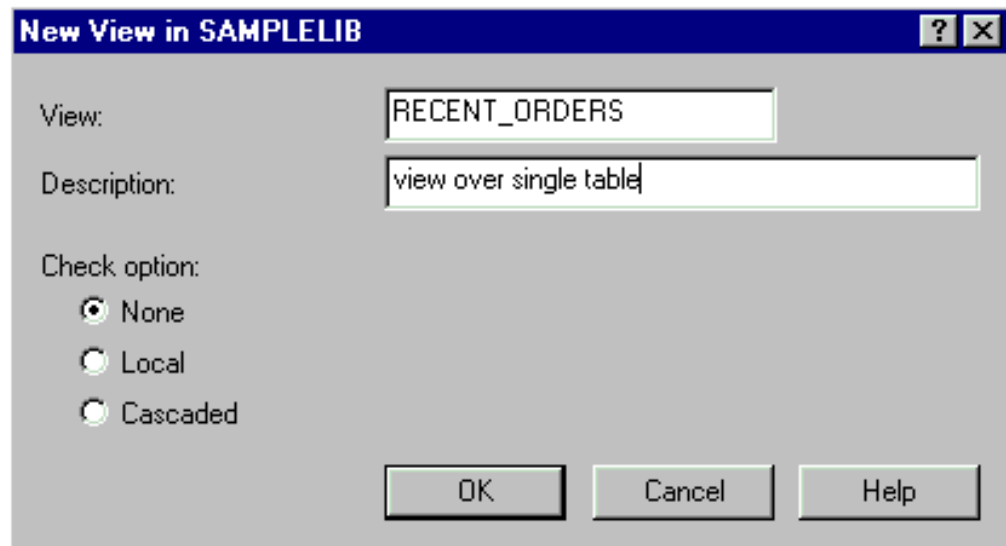 New View in SAMPLELIB
View: RECENT_ORDERS
Description: view over single table
Check option:
None
Local
Cascaded
OK Cancel Help